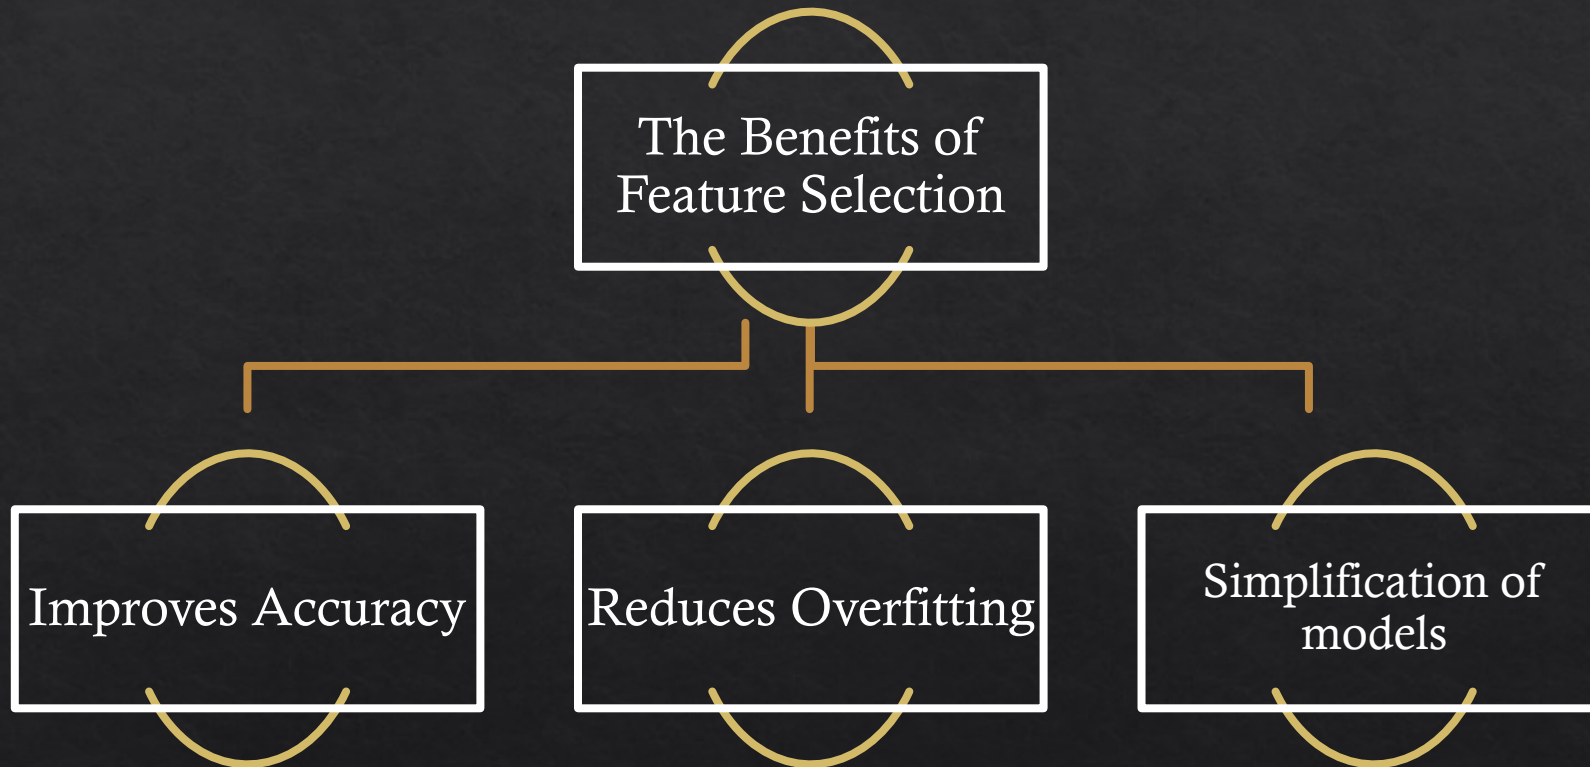 The Benefits of
Feature Selection
Improves Accuracy
Reduces Overfitting
Simplification of
models